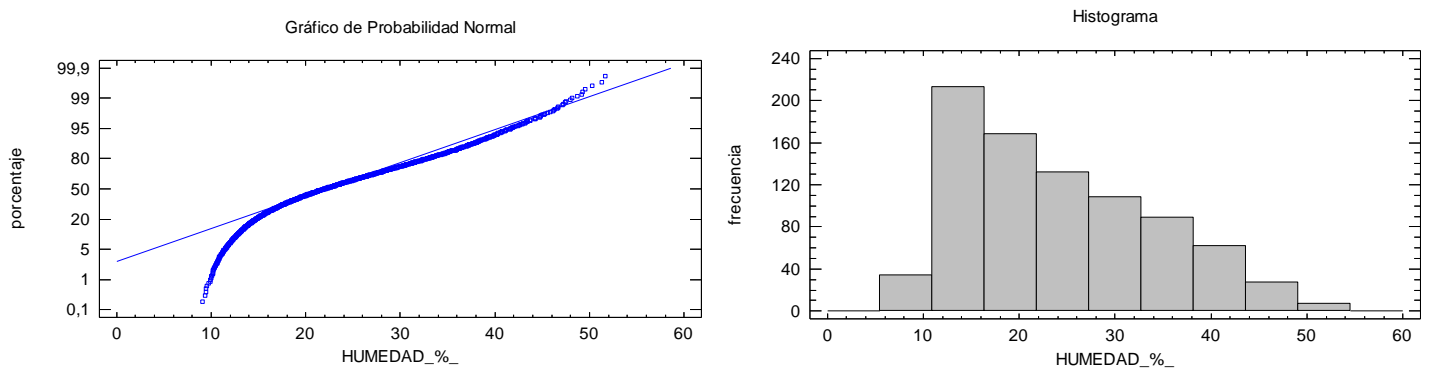 Gráfico de Probabilidad Normal
99,9
99
95
80
50
20
5
1
0,1
porcentaje
0 10 20 30 40 50 60
HUMEDAD_%_
Histograma
240
200
160
120
80
40
0
frecuencia
0 10 20 30 40 50 60
HUMEDAD_%_